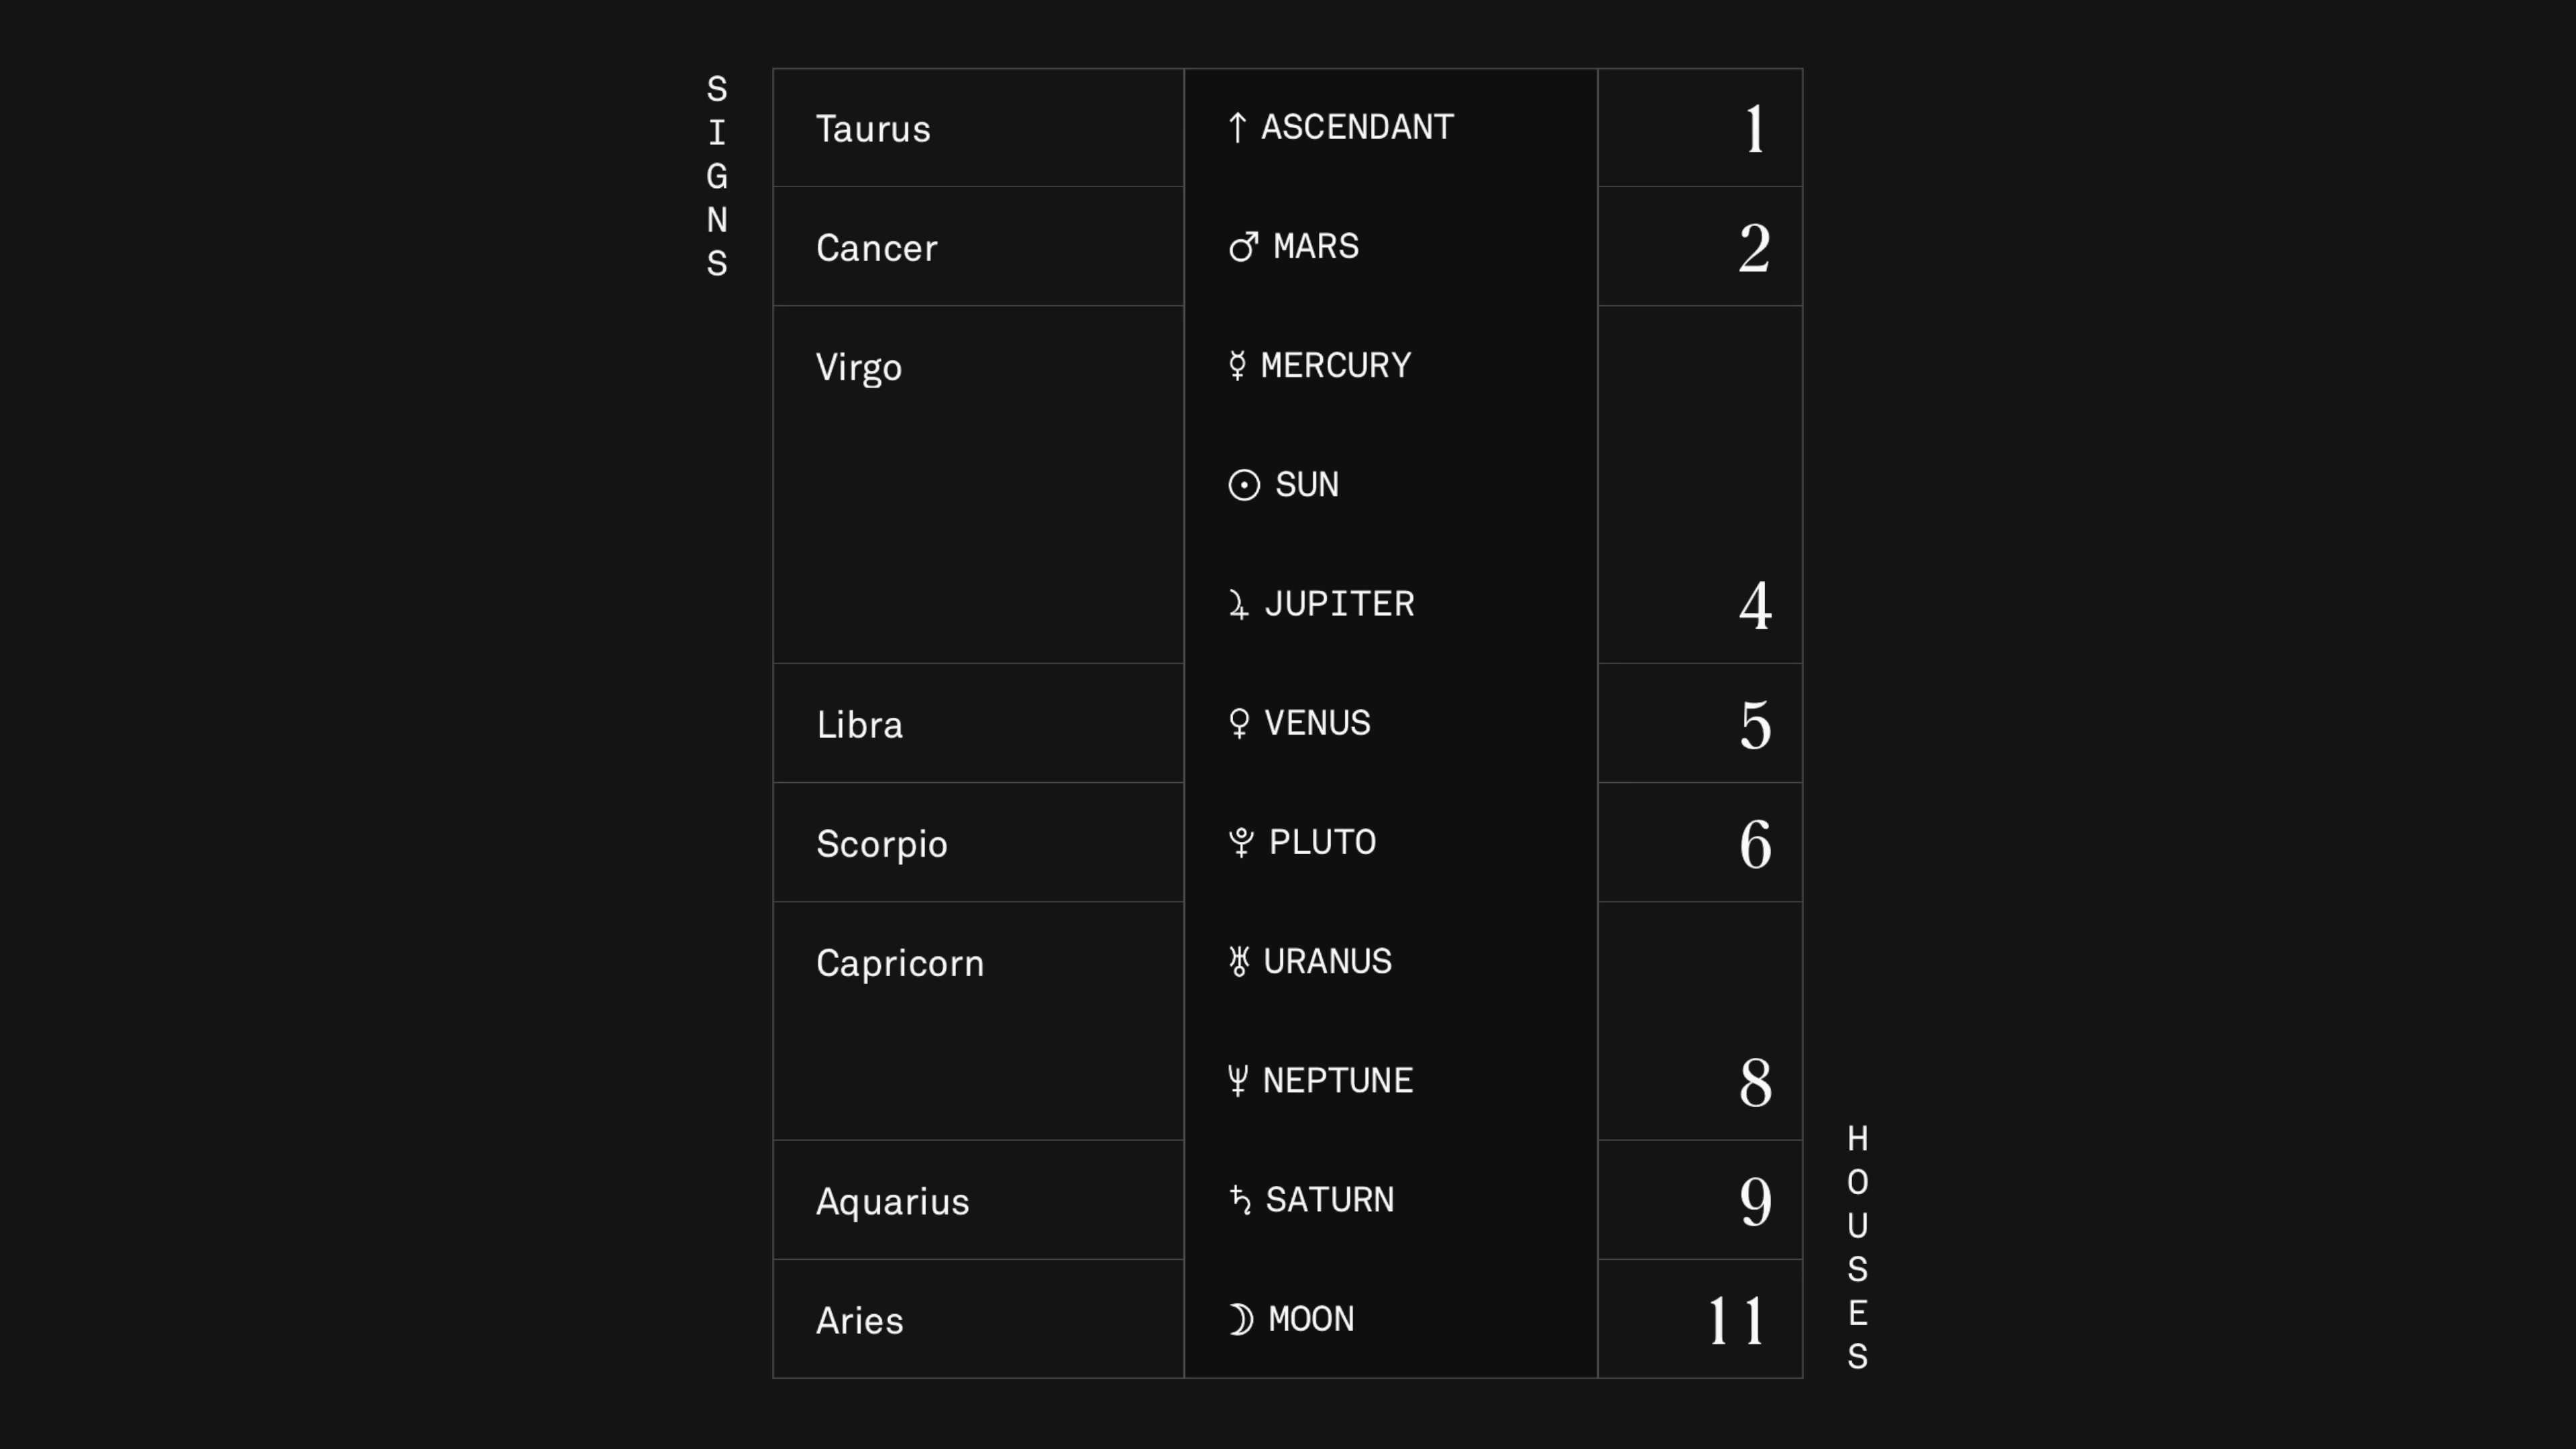 SIGNS
Taurus ↑ ASCENDANT 1
Cancer ♂ MARS 2
Virgo ☿ MERCURY
☉ SUN
♃ JUPITER 4
Libra ♀ VENUS 5
Scorpio ⯓ PLUTO 6
Capricorn ♅ URANUS
♆ NEPTUNE 8
Aquarius ♄ SATURN 9
Aries ☽ MOON 11
HOUSES